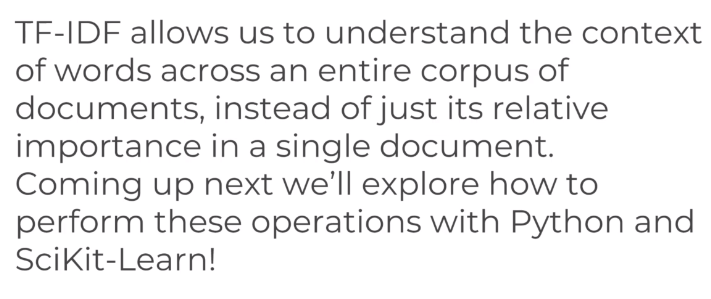 TF-IDF allows us to understand the context
of words across an entire corpus of
documents, instead of just its relative
importance in a single document.
Coming up next we’ll explore how to
perform these operations with Python and
SciKit-Learn!